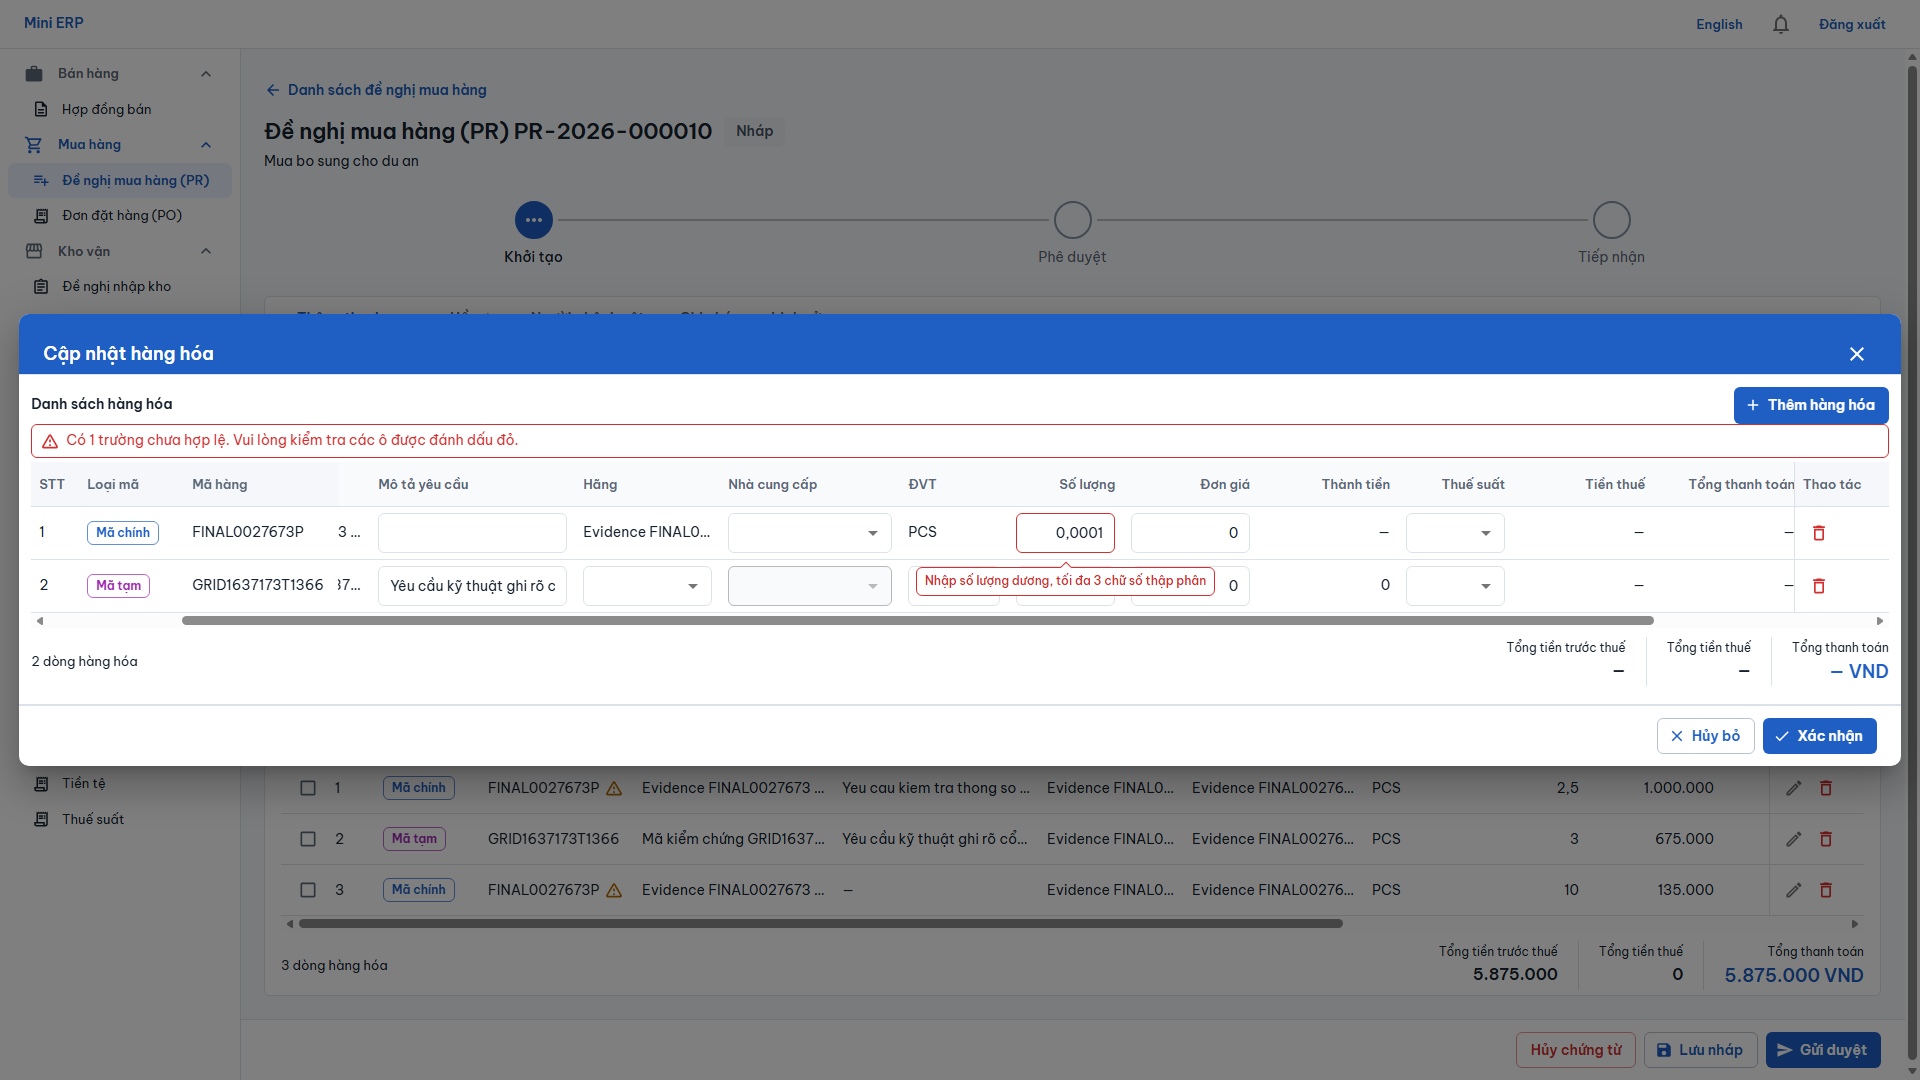 Mini ERP
English
Đăng xuất
Bán hàng
Hợp đồng bán
Mua hàng
Đề nghị mua hàng (PR)
Đơn đặt hàng (PO)
Kho vận
Đề nghị nhập kho
Danh sách đề nghị mua hàng
Đề nghị mua hàng (PR) PR-2026-000010 Nháp
Mua bo sung cho du an
Khởi tạo
Phê duyệt
Tiếp nhận
Cập nhật hàng hóa
Danh sách hàng hóa
Thêm hàng hóa
Có 1 trường chưa hợp lệ. Vui lòng kiểm tra các ô được đánh dấu đỏ.
STT Loại mã Mã hàng Mô tả yêu cầu Hãng Nhà cung cấp ĐVT Số lượng Đơn giá Thành tiền Thuế suất Tiền thuế Tổng thanh toán Thao tác
1 Mã chính FINAL0027673P 3 ... Evidence FINAL0... PCS 0,0001 0 – – –
Nhập số lượng dương, tối đa 3 chữ số thập phân
2 Mã tạm GRID1637173T1366 37... Yêu cầu kỹ thuật ghi rõ c 0 0 – –
2 dòng hàng hóa
Tổng tiền trước thuế Tổng tiền thuế Tổng thanh toán
– – – VND
Hủy bỏ
Xác nhận
Tiền tệ
Thuế suất
1 Mã chính FINAL0027673P Evidence FINAL0027673 ... Yeu cau kiem tra thong so ... Evidence FINAL0... Evidence FINAL00276... PCS 2,5 1.000.000
2 Mã tạm GRID1637173T1366 Mã kiểm chứng GRID1637... Yêu cầu kỹ thuật ghi rõ cổ... Evidence FINAL0... Evidence FINAL00276... PCS 3 675.000
3 Mã chính FINAL0027673P Evidence FINAL0027673 ... – Evidence FINAL0... Evidence FINAL00276... PCS 10 135.000
3 dòng hàng hóa
Tổng tiền trước thuế Tổng tiền thuế Tổng thanh toán
5.875.000 0 5.875.000 VND
Hủy chứng từ
Lưu nháp
Gửi duyệt